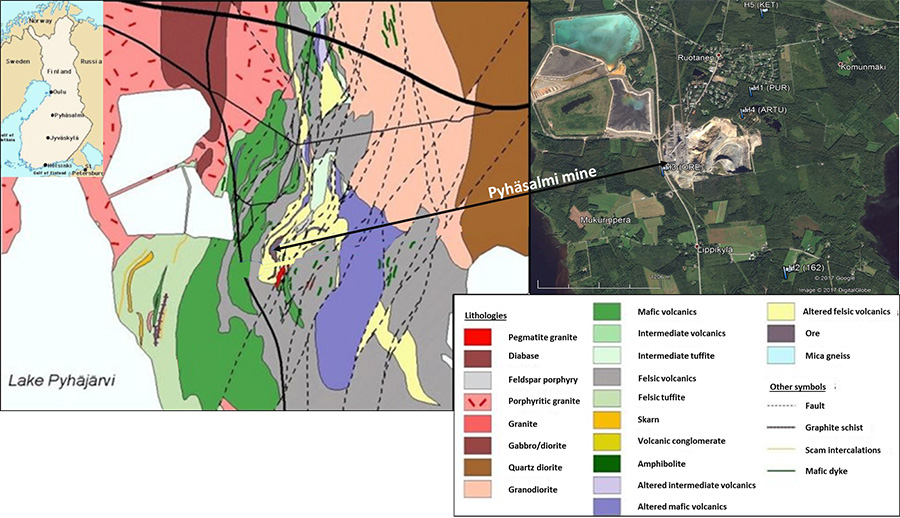 Norway
Sweden
Russia
Finland
Oulu
Pyhäsalmi
Jyväskylä
Helsinki
St
Petersburg
Gulf of Finland
Lake Pyhäjärvi
H5 (KET)
Ruotanen
Komunmäki
H1 (PUR)
H4 (ARTU)
Pyhäsalmi mine
Mukurinperä
Lippikylä
H2 (162)
© 2017 Google
Image © 2017 DigitalGlobe
Lithologies
Pegmatite granite
Diabase
Feldspar porphyry
Porphyritic granite
Granite
Gabbro/diorite
Quartz diorite
Granodiorite
Mafic volcanics
Intermediate volcanics
Intermediate tuffite
Felsic volcanics
Felsic tuffite
Skarn
Volcanic conglomerate
Amphibolite
Altered intermediate volcanics
Altered mafic volcanics
Altered felsic volcanics
Ore
Mica gneiss
Other symbols
Fault
Graphite schist
Scam intercalations
Mafic dyke